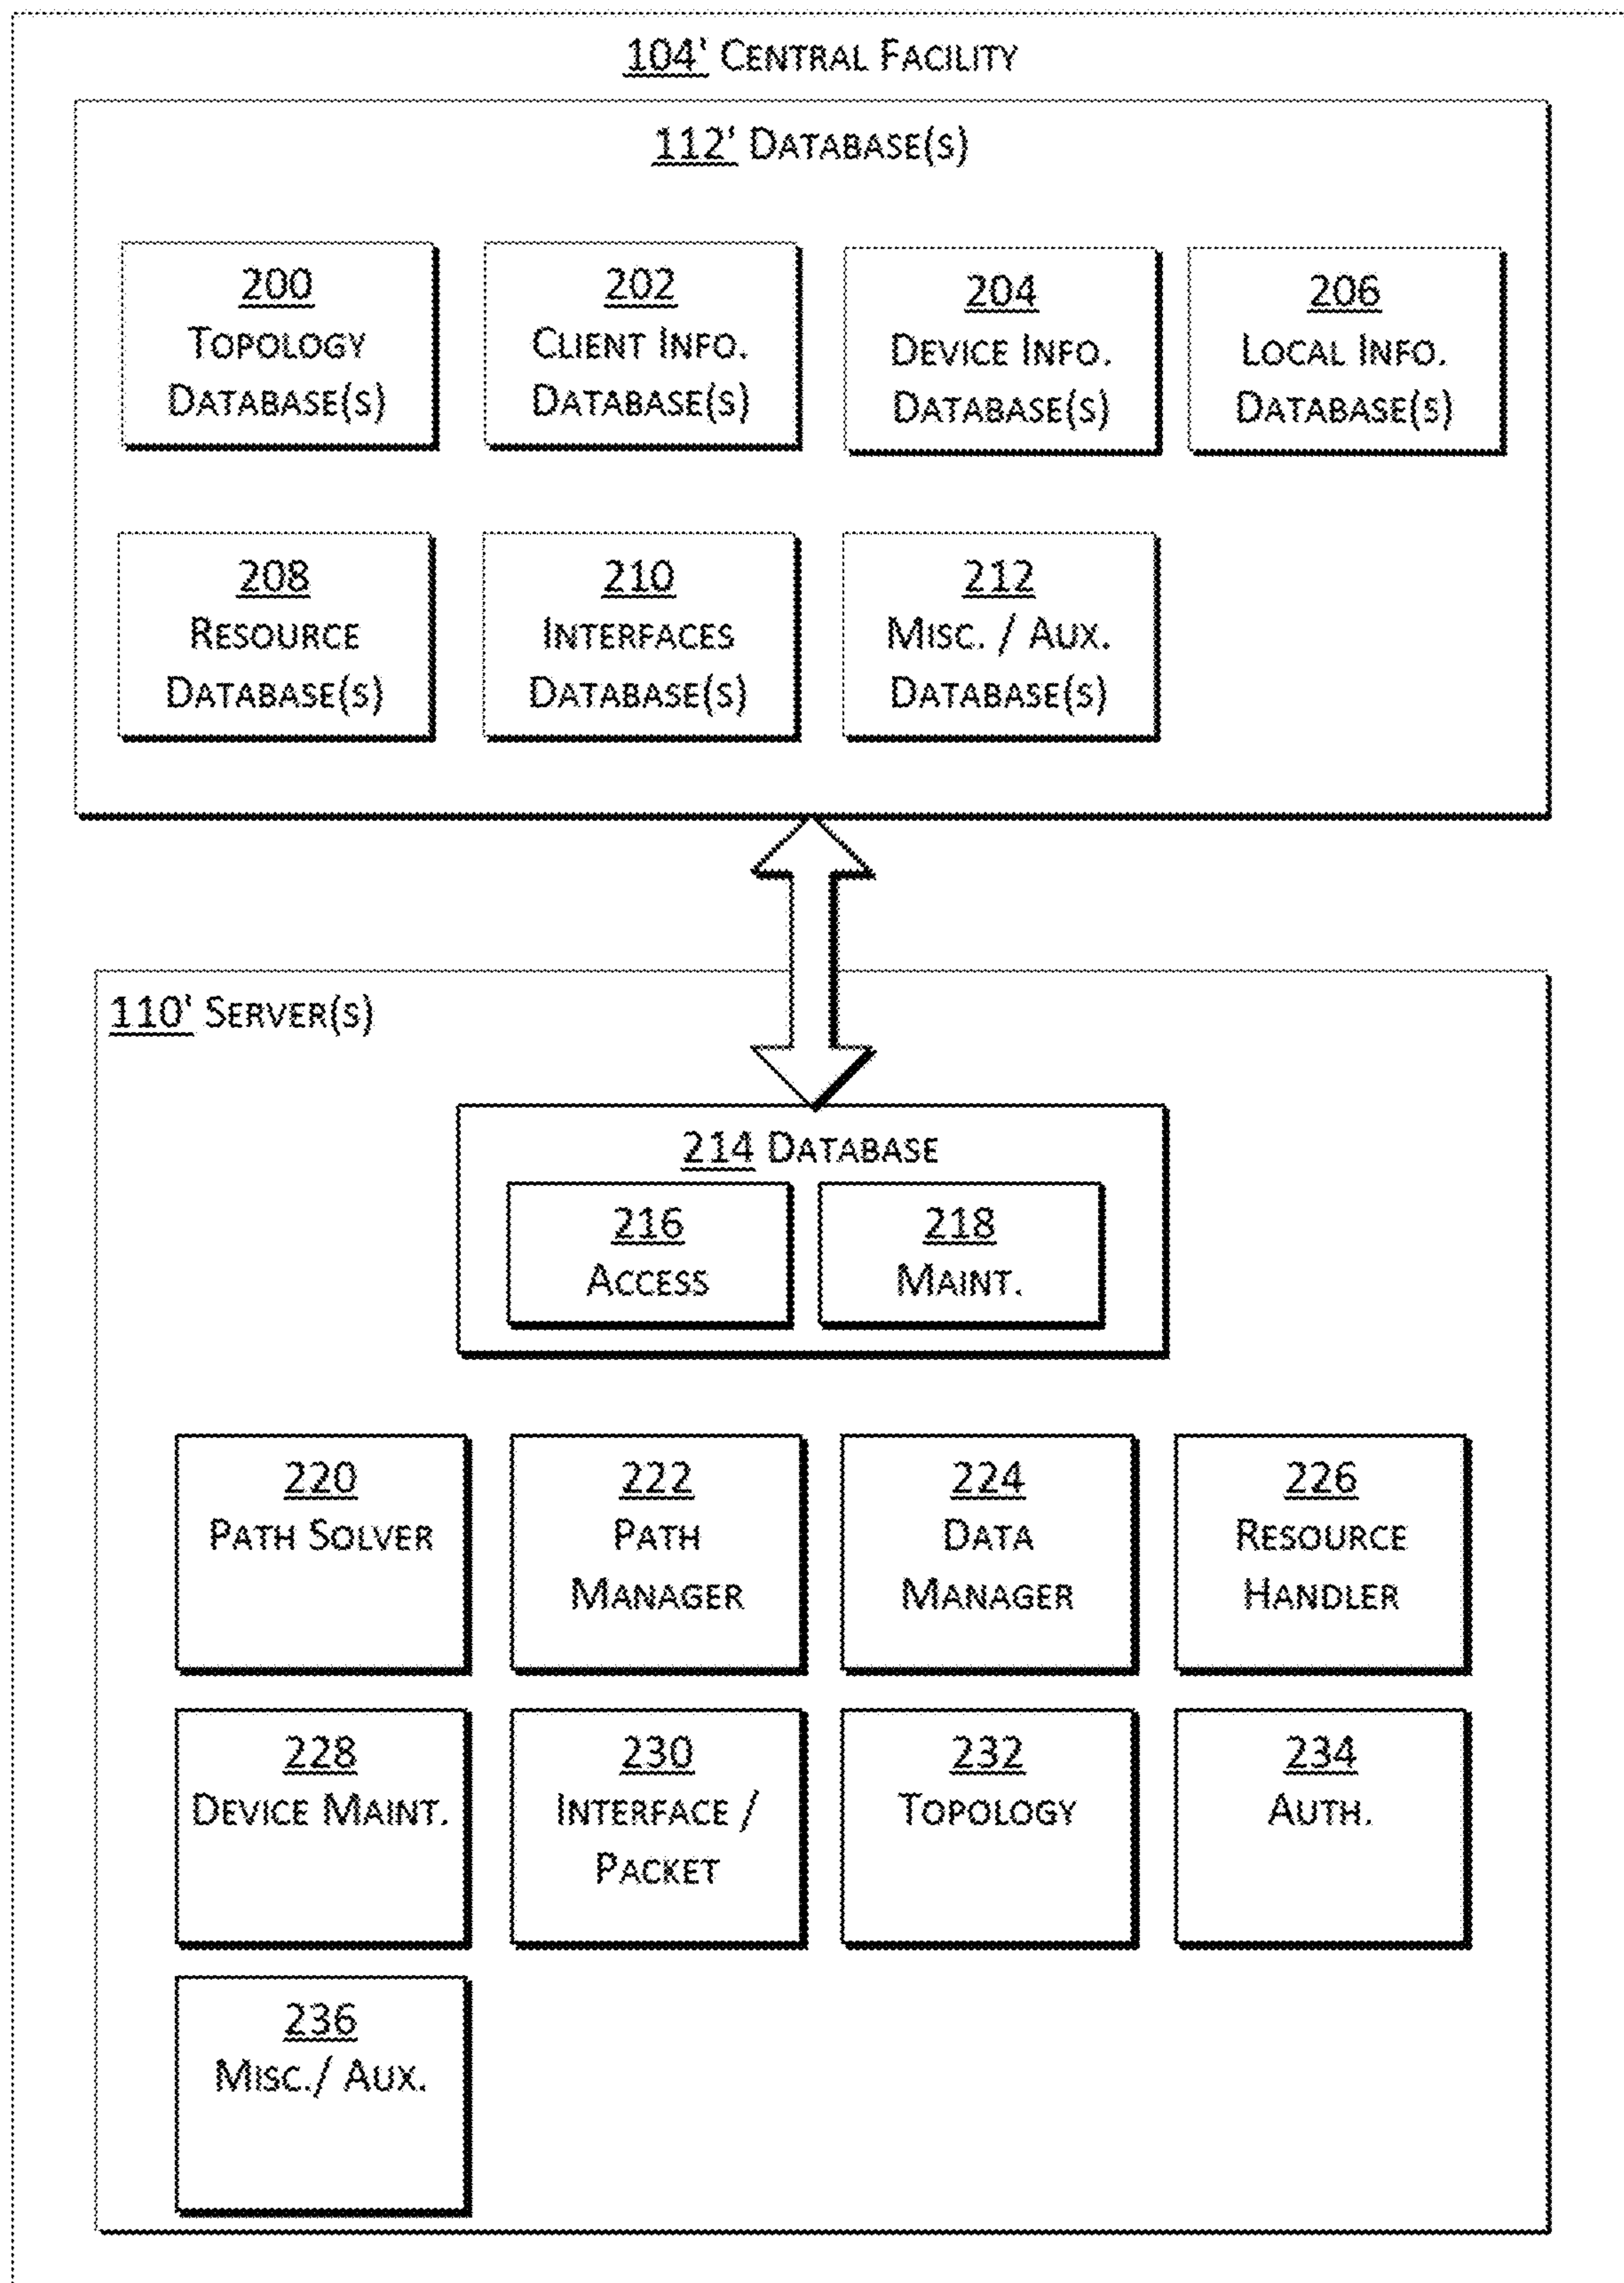 104' CENTRAL FACILITY
112' DATABASE(S)
200
TOPOLOGY
DATABASE(S)
202
CLIENT INFO.
DATABASE(S)
204
DEVICE INFO.
DATABASE(S)
206
LOCAL INFO.
DATABASE(S)
208
RESOURCE
DATABASE(S)
210
INTERFACES
DATABASE(S)
212
MISC. / AUX.
DATABASE(S)
110' SERVER(S)
214 DATABASE
216
ACCESS
218
MAINT.
220
PATH SOLVER
222
PATH
MANAGER
224
DATA
MANAGER
226
RESOURCE
HANDLER
228
DEVICE MAINT.
230
INTERFACE /
PACKET
232
TOPOLOGY
234
AUTH.
236
MISC./ AUX.